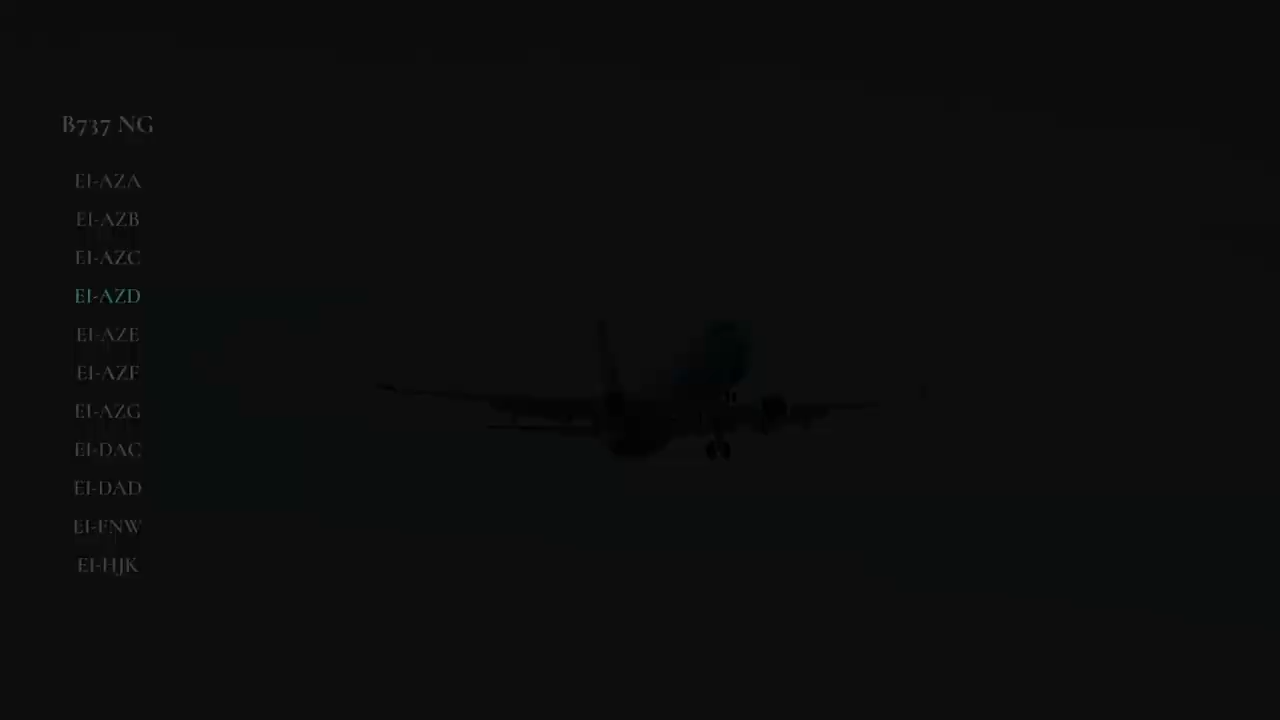 B737 NG
EI-AZA
EI-AZB
EI-AZC
EI-AZD
EI-AZE
EI-AZF
EI-AZG
EI-DAC
EI-DAD
EI-FNW
EI-HJK